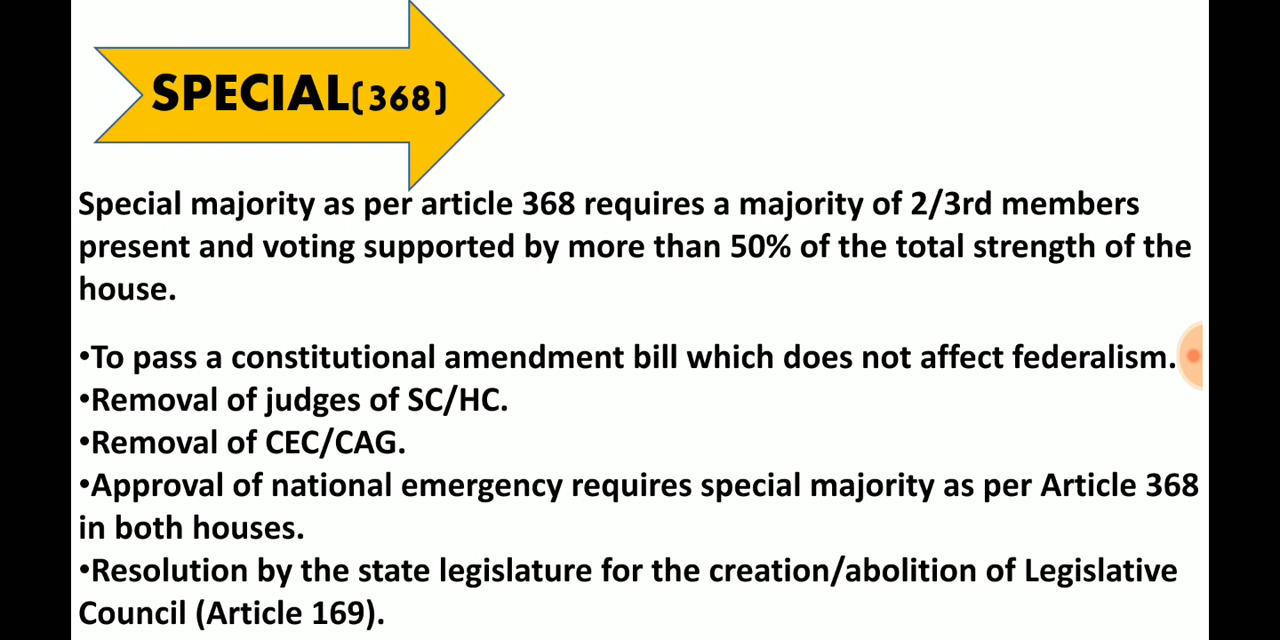 SPECIAL(368)
Special majority as per article 368 requires a majority of 2/3rd members
present and voting supported by more than 50% of the total strength of the
house.
•To pass a constitutional amendment bill which does not affect federalism.
•Removal of judges of SC/HC.
•Removal of CEC/CAG.
•Approval of national emergency requires special majority as per Article 368
in both houses.
•Resolution by the state legislature for the creation/abolition of Legislative
Council (Article 169).